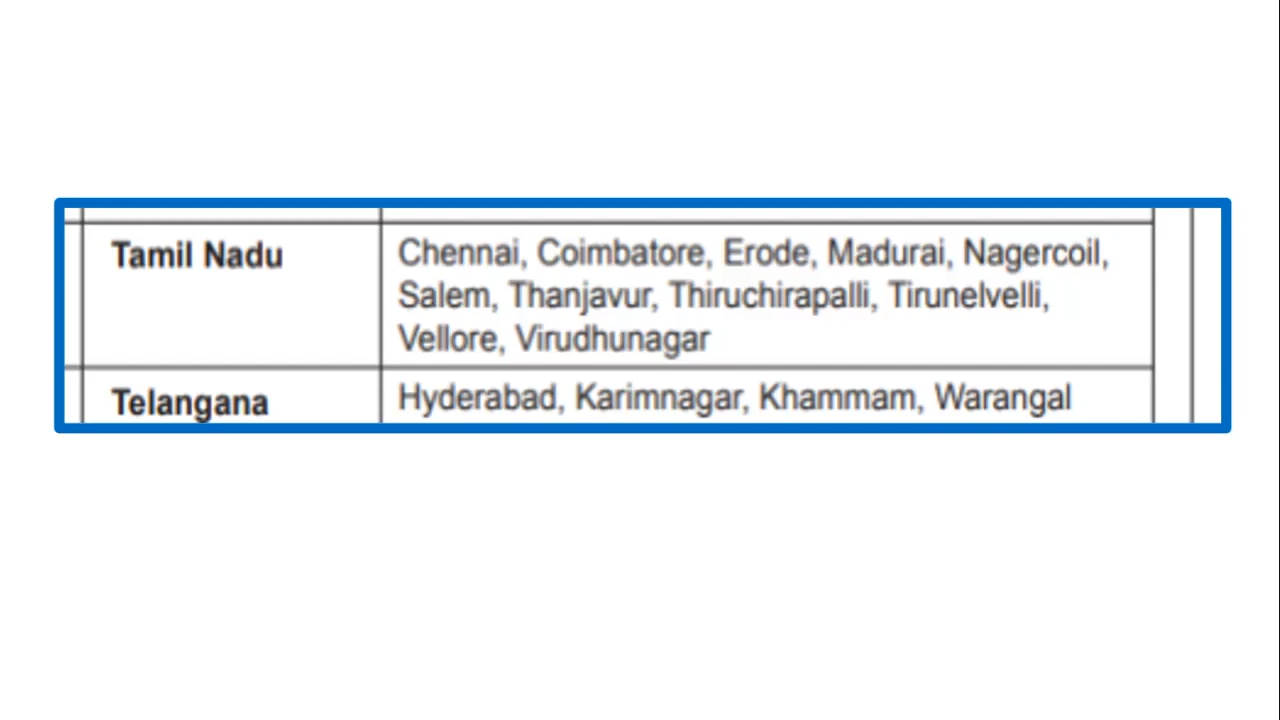 Tamil Nadu
Chennai, Coimbatore, Erode, Madurai, Nagercoil,
Salem, Thanjavur, Thiruchirapalli, Tirunelvelli,
Vellore, Virudhunagar
Telangana
Hyderabad, Karimnagar, Khammam, Warangal